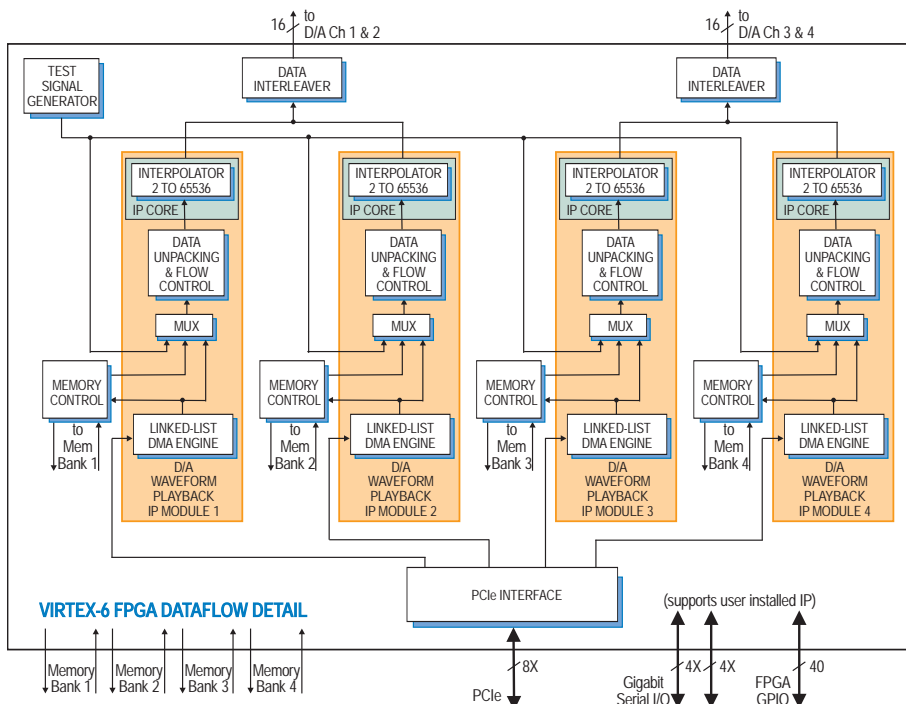 16
to
D/A Ch 1 & 2
16
to
D/A Ch 3 & 4
TEST
SIGNAL
GENERATOR
DATA
INTERLEAVER
DATA
INTERLEAVER
INTERPOLATOR
2 TO 65536
IP CORE
INTERPOLATOR
2 TO 65536
IP CORE
INTERPOLATOR
2 TO 65536
IP CORE
INTERPOLATOR
2 TO 65536
IP CORE
DATA
UNPACKING
& FLOW
CONTROL
DATA
UNPACKING
& FLOW
CONTROL
DATA
UNPACKING
& FLOW
CONTROL
DATA
UNPACKING
& FLOW
CONTROL
MUX
MUX
MUX
MUX
MEMORY
CONTROL
MEMORY
CONTROL
MEMORY
CONTROL
MEMORY
CONTROL
to
Mem
Bank 1
LINKED-LIST
DMA ENGINE
to
Mem
Bank 2
LINKED-LIST
DMA ENGINE
to
Mem
Bank 3
LINKED-LIST
DMA ENGINE
to
Mem
Bank 4
LINKED-LIST
DMA ENGINE
D/A
WAVEFORM
PLAYBACK
IP MODULE 1
D/A
WAVEFORM
PLAYBACK
IP MODULE 2
D/A
WAVEFORM
PLAYBACK
IP MODULE 3
D/A
WAVEFORM
PLAYBACK
IP MODULE 4
PCIe INTERFACE
VIRTEX-6 FPGA DATAFLOW DETAIL
(supports user installed IP)
Memory
Bank 1
Memory
Bank 2
Memory
Bank 3
Memory
Bank 4
8X
PCIe
4X
4X
Gigabit
Serial I/O
40
FPGA
GPIO